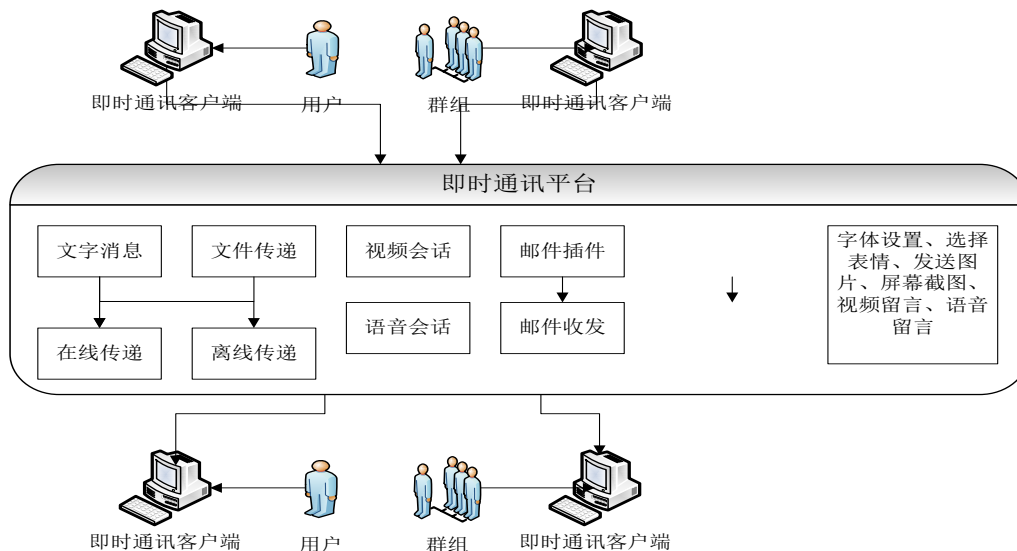 即时通讯客户端
用户
群组
即时通讯客户端
即时通讯平台
文字消息
文件传递
视频会话
邮件插件
字体设置、选择
表情、发送图
片、屏幕截图、
视频留言、语音
留言
在线传递
离线传递
语音会话
邮件收发
即时通讯客户端
用户
群组
即时通讯客户端